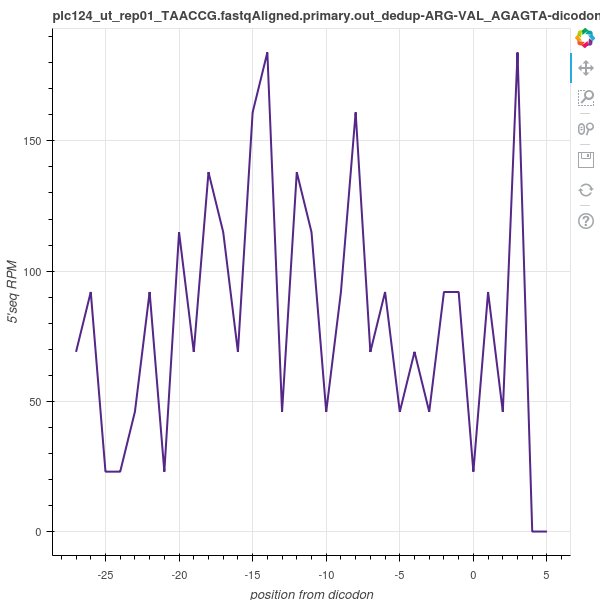 plc124_ut_rep01_TAACCG.fastqAligned.primary.out_dedup-ARG-VAL_AGAGTA-dicodon
5'seq RPM
150
100
50
0
-25 -20 -15 -10 -5 0 5
position from dicodon